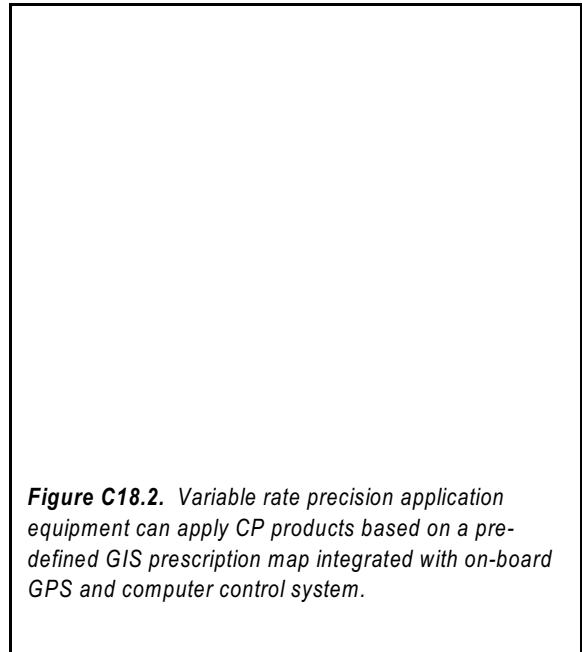 Figure C18.2. Variable rate precision application
equipment can apply CP products based on a pre-
defined GIS prescription map integrated with on-board
GPS and computer control system.